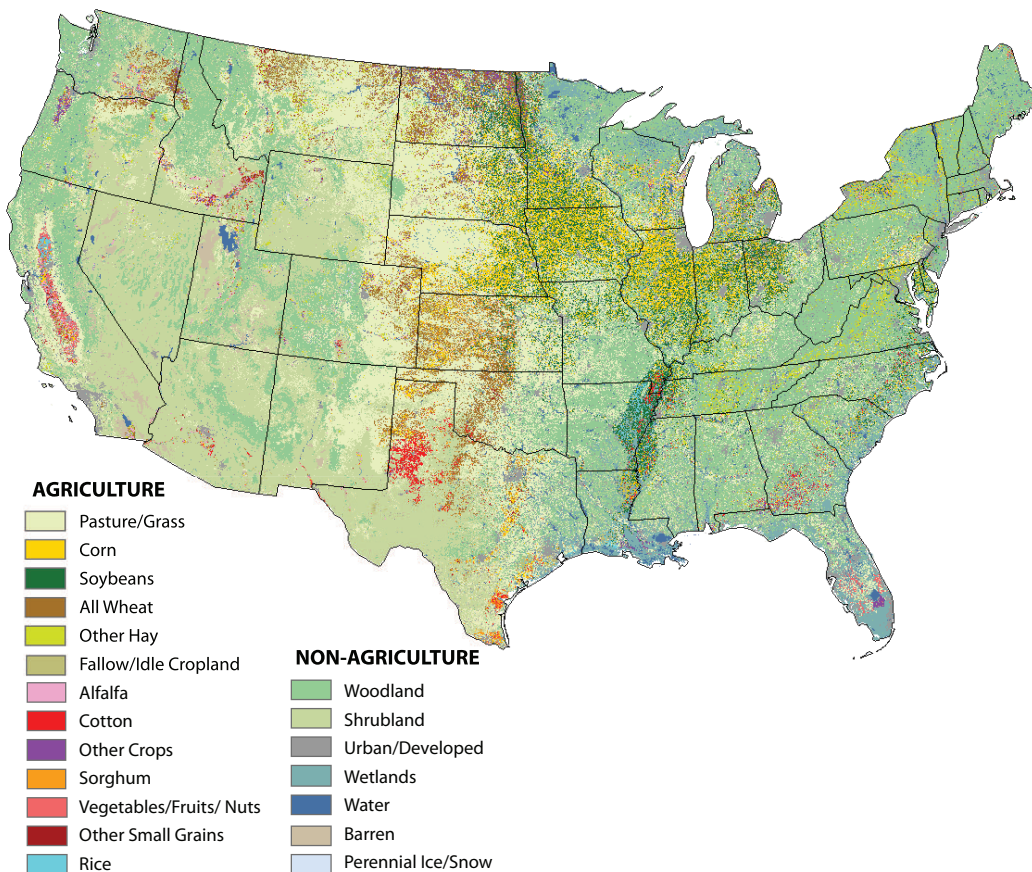 AGRICULTURE
Pasture/Grass
Corn
Soybeans
All Wheat
Other Hay
Fallow/Idle Cropland
Alfalfa
Cotton
Other Crops
Sorghum
Vegetables/Fruits/ Nuts
Other Small Grains
Rice
NON-AGRICULTURE
Woodland
Shrubland
Urban/Developed
Wetlands
Water
Barren
Perennial Ice/Snow